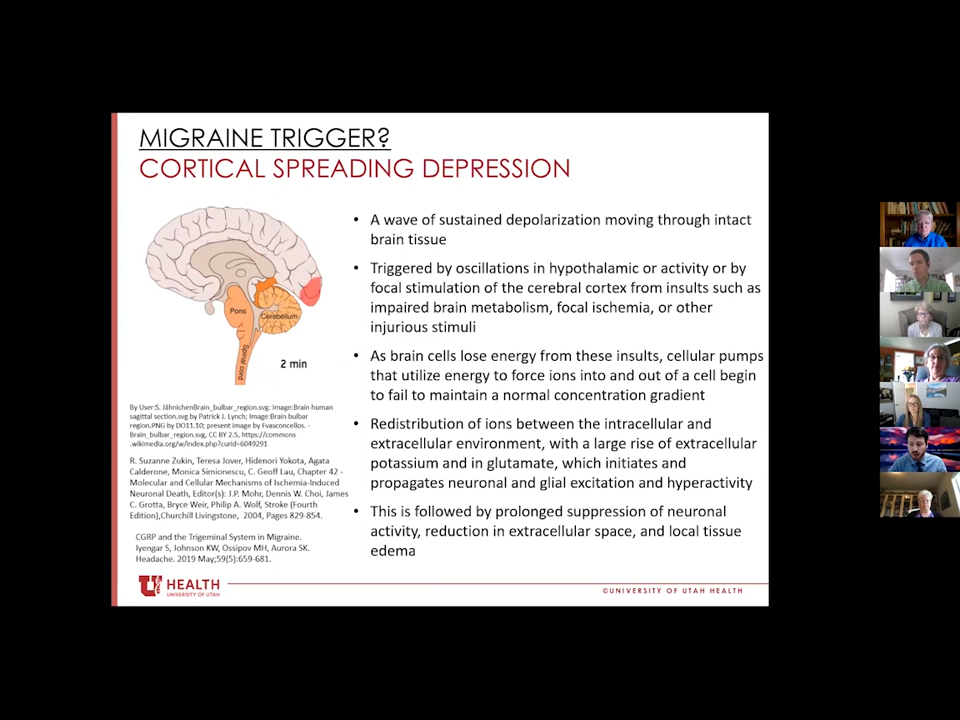 MIGRAINE TRIGGER?
CORTICAL SPREADING DEPRESSION
Pons
Cerebellum
Spinal cord
2 min
By User:S. JähnichenBrain_bulbar_region.svg: Image:Brain human
sagittal section.svg by Patrick J. Lynch; Image:Brain bulbar
region.PNG by DO11.10; present image by Fvasconcellos. -
Brain_bulbar_region.svg, CC BY 2.5, https://commons
.wikimedia.org/w/index.php?curid=6049291
R. Suzanne Zukin, Teresa Jover, Hidenori Yokota, Agata
Calderone, Monica Simionescu, C. Geoff Lau, Chapter 42 -
Molecular and Cellular Mechanisms of Ischemia-Induced
Neuronal Death, Editor(s): J.P. Mohr, Dennis W. Choi, James
C. Grotta, Bryce Weir, Philip A. Wolf, Stroke (Fourth
Edition),Churchill Livingstone, 2004, Pages 829-854.
CGRP and the Trigeminal System in Migraine.
Iyengar S, Johnson KW, Ossipov MH, Aurora SK.
Headache. 2019 May;59(5):659-681.
• A wave of sustained depolarization moving through intact
brain tissue
• Triggered by oscillations in hypothalamic or activity or by
focal stimulation of the cerebral cortex from insults such as
impaired brain metabolism, focal ischemia, or other
injurious stimuli
• As brain cells lose energy from these insults, cellular pumps
that utilize energy to force ions into and out of a cell begin
to fail to maintain a normal concentration gradient
• Redistribution of ions between the intracellular and
extracellular environment, with a large rise of extracellular
potassium and in glutamate, which initiates and
propagates neuronal and glial excitation and hyperactivity
• This is followed by prolonged suppression of neuronal
activity, reduction in extracellular space, and local tissue
edema
U HEALTH
UNIVERSITY OF UTAH
©UNIVERSITY OF UTAH HEALTH